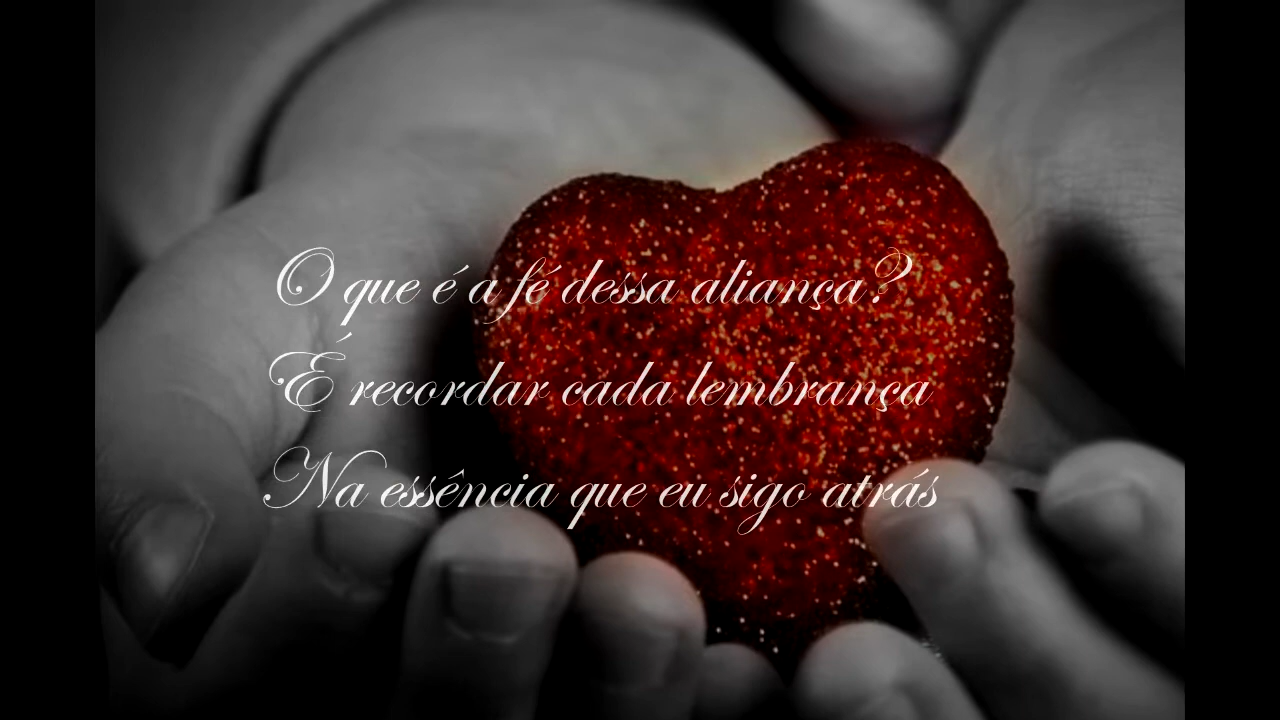 O que é a fé dessa aliança?
É recordar cada lembrança
Na essência que eu sigo atrás